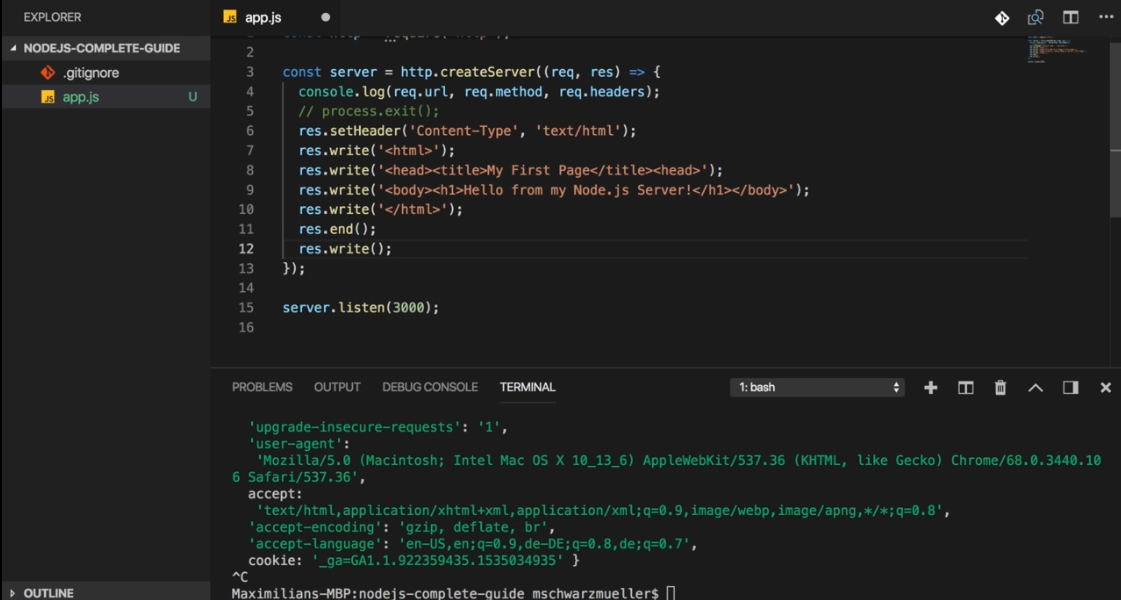 EXPLORER
NODEJS-COMPLETE-GUIDE
.gitignore
JS app.js U
OUTLINE
JS app.js
2
3 const server = http.createServer((req, res) => {
4 console.log(req.url, req.method, req.headers);
5 // process.exit();
6 res.setHeader('Content-Type', 'text/html');
7 res.write('<html>');
8 res.write('<head><title>My First Page</title><head>');
9 res.write('<body><h1>Hello from my Node.js Server!</h1></body>');
10 res.write('</html>');
11 res.end();
12 res.write();
13 });
14
15 server.listen(3000);
16
PROBLEMS OUTPUT DEBUG CONSOLE TERMINAL 1: bash
'upgrade-insecure-requests': '1',
'user-agent':
'Mozilla/5.0 (Macintosh; Intel Mac OS X 10_13_6) AppleWebKit/537.36 (KHTML, like Gecko) Chrome/68.0.3440.10
6 Safari/537.36',
accept:
'text/html,application/xhtml+xml,application/xml;q=0.9,image/webp,image/apng,*/*;q=0.8',
'accept-encoding': 'gzip, deflate, br',
'accept-language': 'en-US,en;q=0.9,de-DE;q=0.8,de;q=0.7',
cookie: '_ga=GA1.1.922359435.1535034935' }
^C
Maximilians-MBP:nodejs-complete-guide mschwarzmueller$